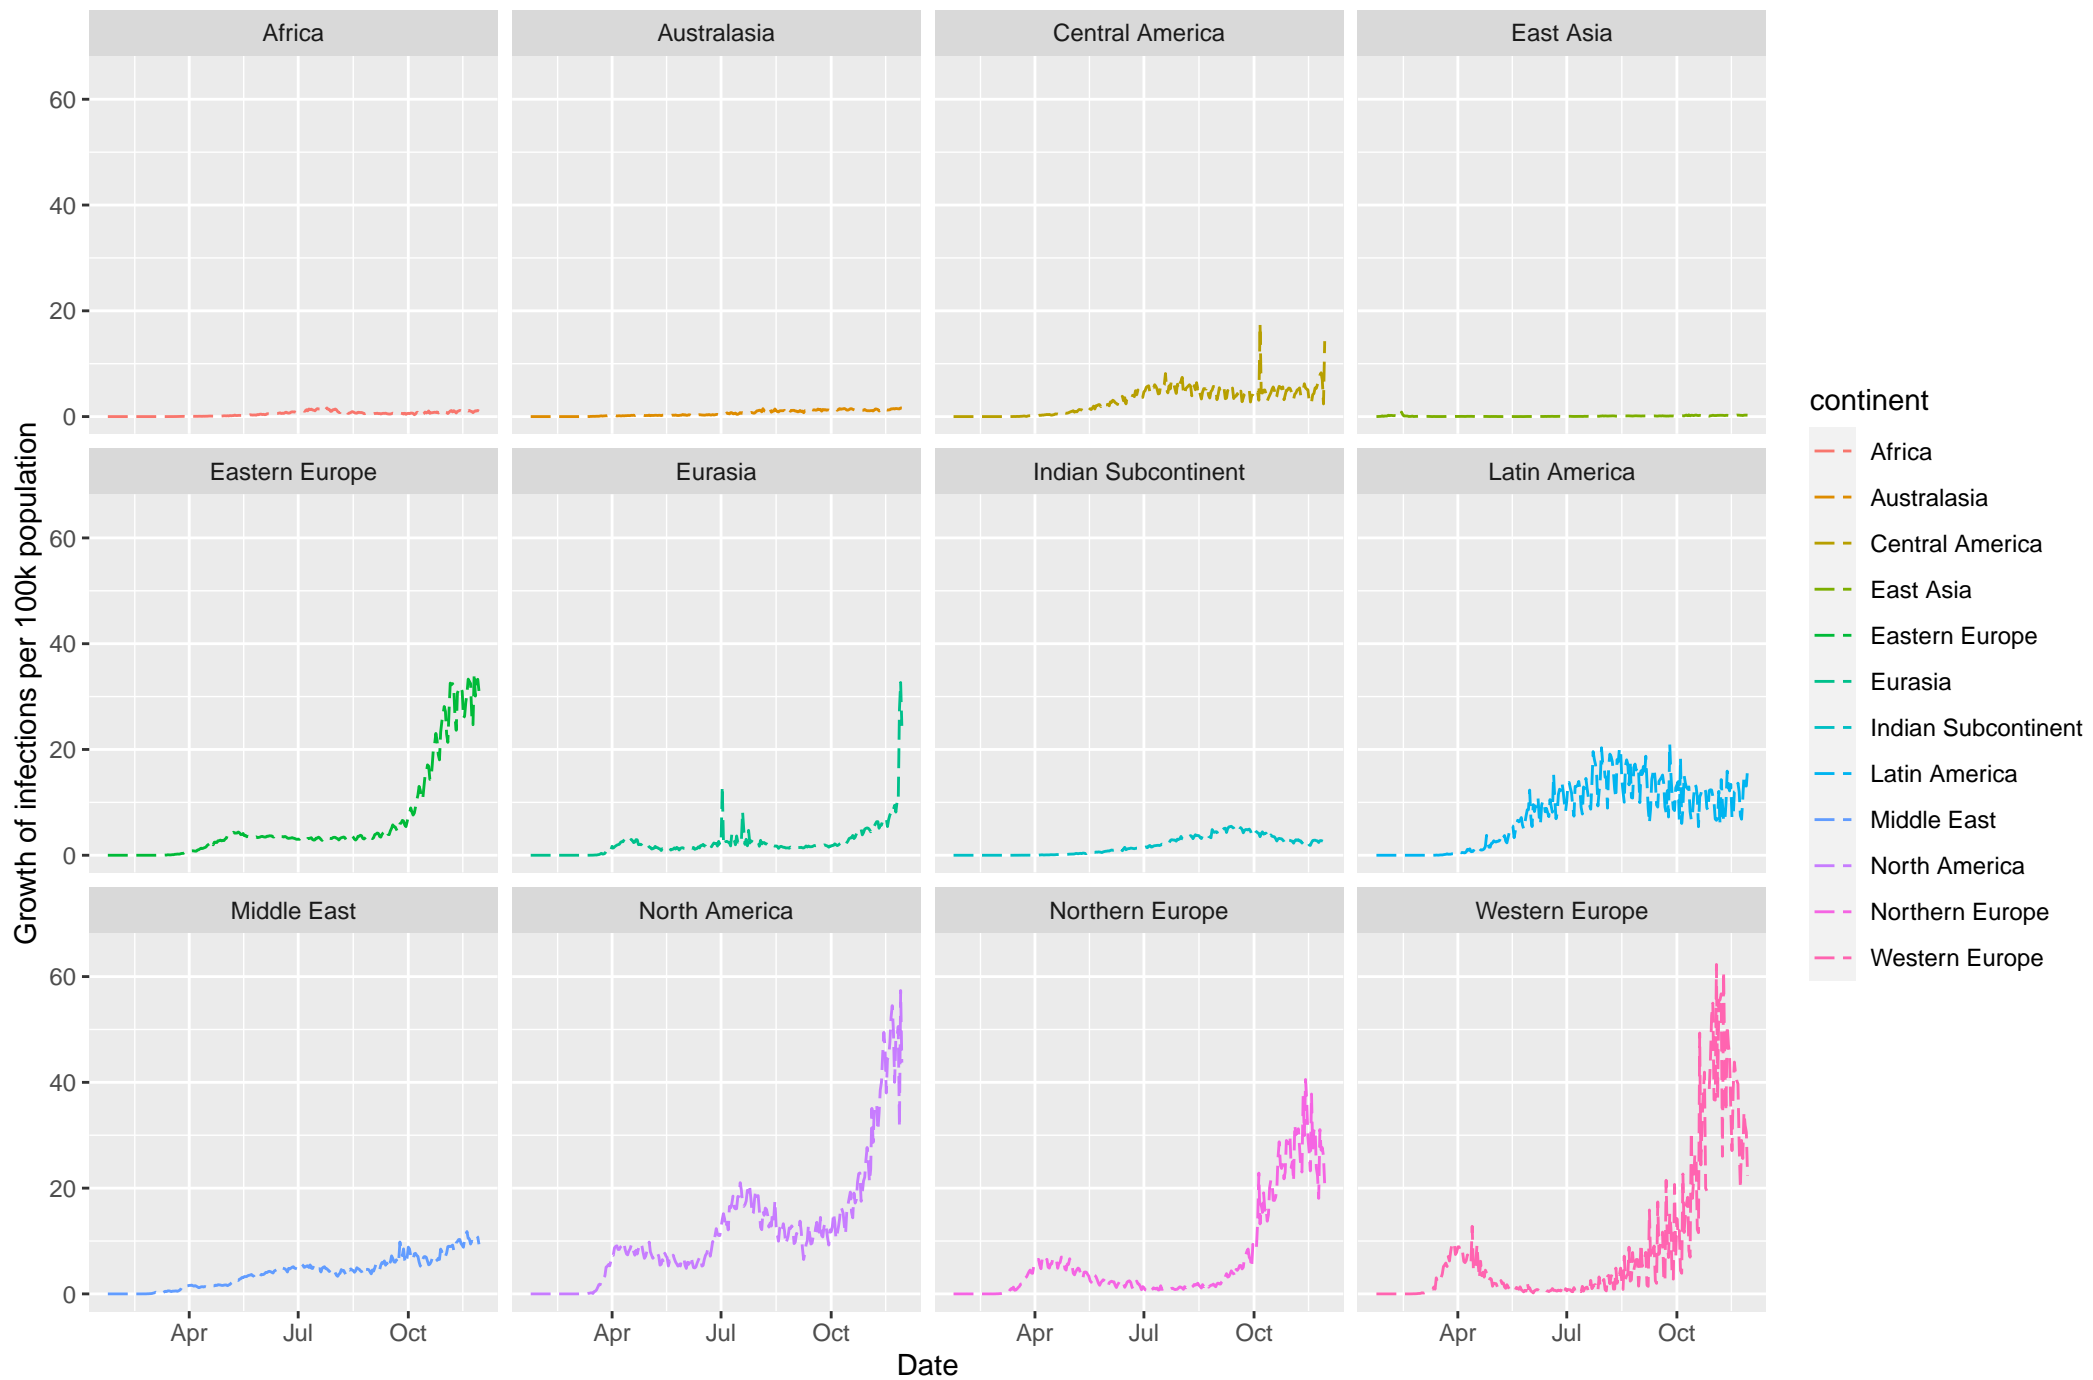 Africa
Australasia
Central America
East Asia
60
40
20
0
Eastern Europe
Eurasia
Indian Subcontinent
Latin America
60
40
20
0
Middle East
North America
Northern Europe
Western Europe
60
40
20
0
Apr
Jul
Oct
Apr
Jul
Oct
Apr
Jul
Oct
Apr
Jul
Oct
Date
Growth of infections per 100k population
continent
Africa
Australasia
Central America
East Asia
Eastern Europe
Eurasia
Indian Subcontinent
Latin America
Middle East
North America
Northern Europe
Western Europe